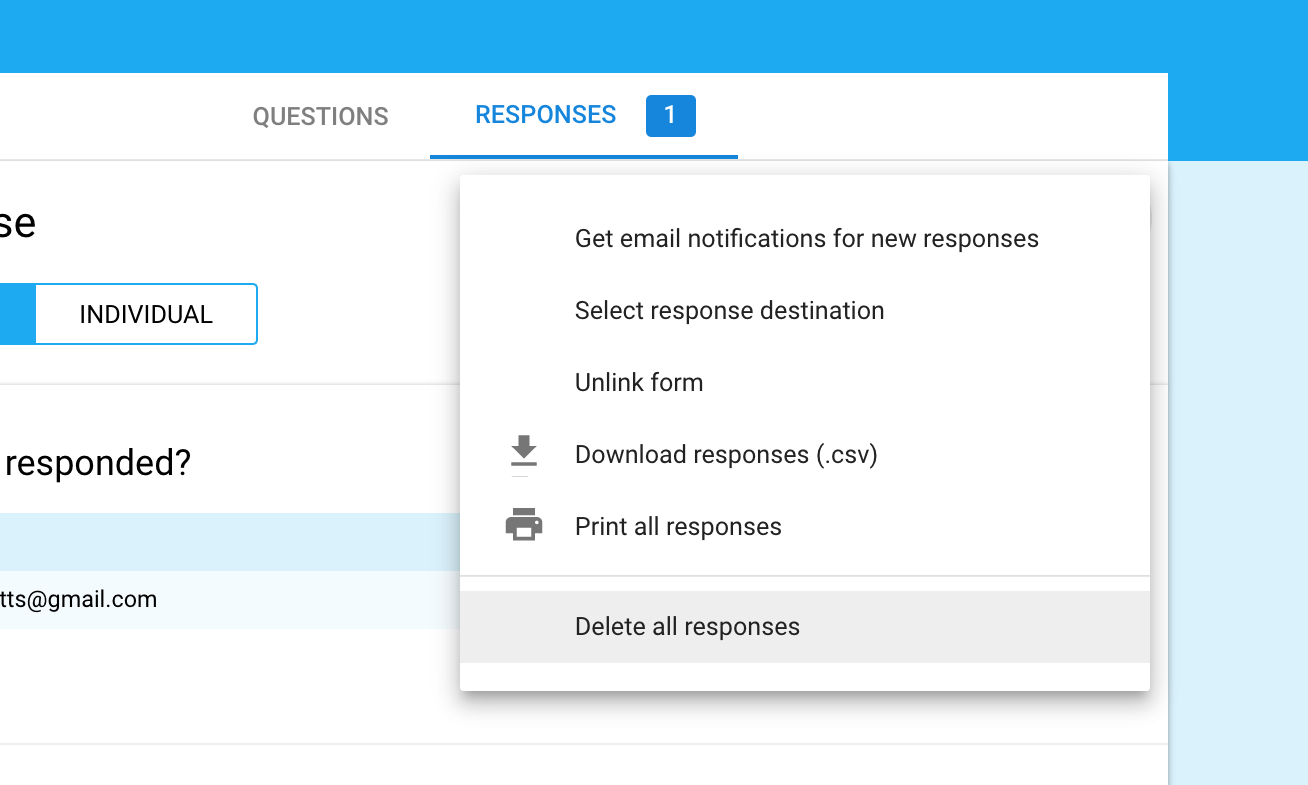 QUESTIONS RESPONSES 1
se
INDIVIDUAL
responded?
tts@gmail.com
Get email notifications for new responses
Select response destination
Unlink form
Download responses (.csv)
Print all responses
Delete all responses